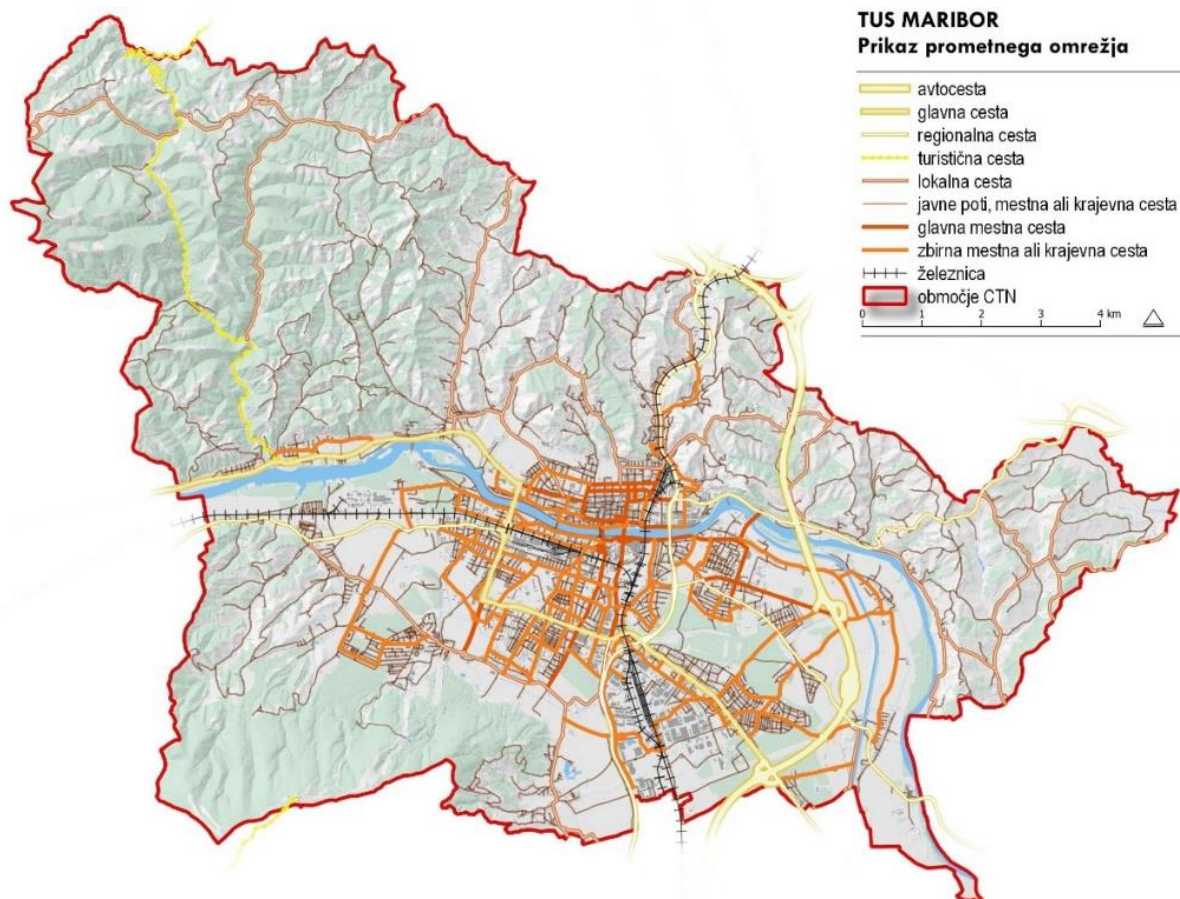 TUS MARIBOR
Prikaz prometnega omrežja
avtocesta
glavna cesta
regionalna cesta
turistična cesta
lokalna cesta
javne poti, mestna ali krajevna cesta
glavna mestna cesta
zbirna mestna ali krajevna cesta
železnica
območje CTN
0 1 2 3 4 km